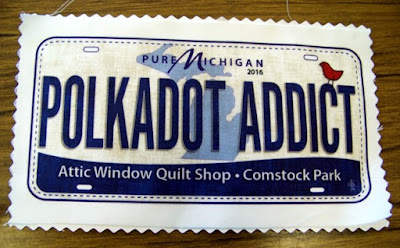 PURE MICHIGAN
2016
POLKADOT ADDICT
Attic Window Quilt Shop • Comstock Park